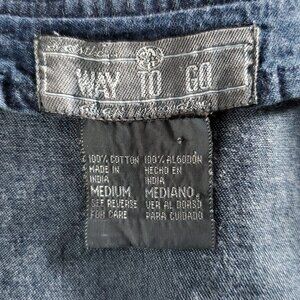 WAY TO GO
100% COTTON 100% ALGODÓN
MADE IN HECHO EN
INDIA INDIA
MEDIUM MEDIANO
SEE REVERSE VER AL DORSO
FOR CARE PARA CUIDADO